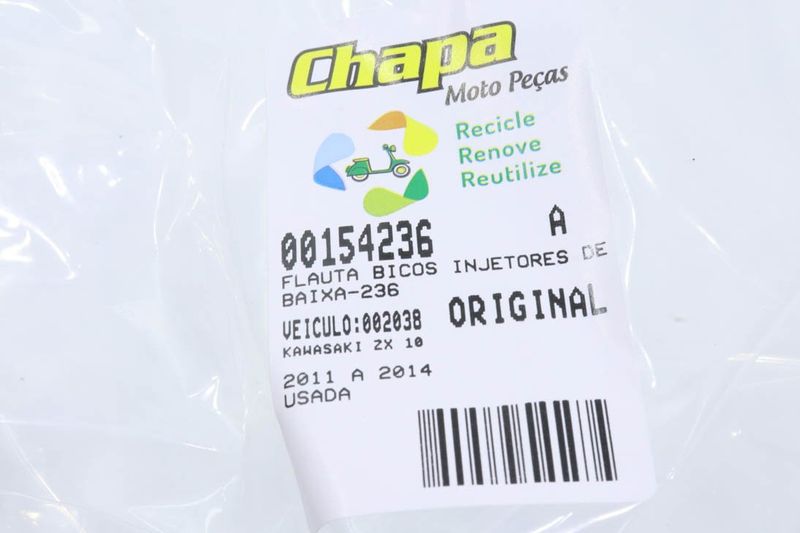 Chapa
Moto Peças
Recicle
Renove
Reutilize
00154236 A
FLAUTA BICOS INJETORES DE
BAIXA-236
VEICULO:002038 ORIGINAL
KAWASAKI ZX 10
2011 A 2014
USADA